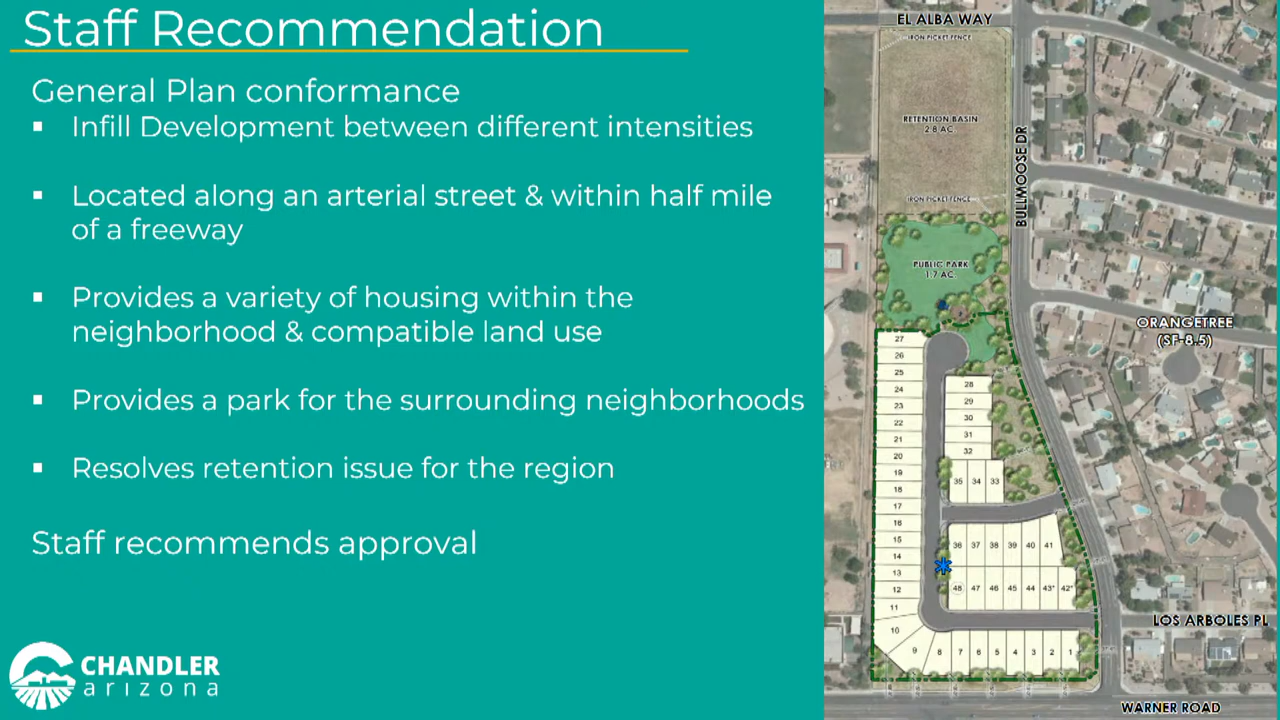 Staff Recommendation
General Plan conformance
▪ Infill Development between different intensities
▪ Located along an arterial street & within half mile
of a freeway
▪ Provides a variety of housing within the
neighborhood & compatible land use
▪ Provides a park for the surrounding neighborhoods
▪ Resolves retention issue for the region
Staff recommends approval
CHANDLER
arizona
EL ALBA WAY
IRON PICKET FENCE
RETENTION BASIN
2.8 AC.
BULLMOOSE DR
IRON PICKET FENCE
PUBLIC PARK
1.7 AC.
ORANGETREE
(SF-8.5)
27
26
25
24
23
22
21
20
19
18
17
16
15
14
13
12
11
10
9 8 7 6 5 4 3 2 1
28
29
30
31
32
35 34 33
36 37 38 39 40 41
48 47 46 45 44 43* 42*
LOS ARBOLES PL
WARNER ROAD